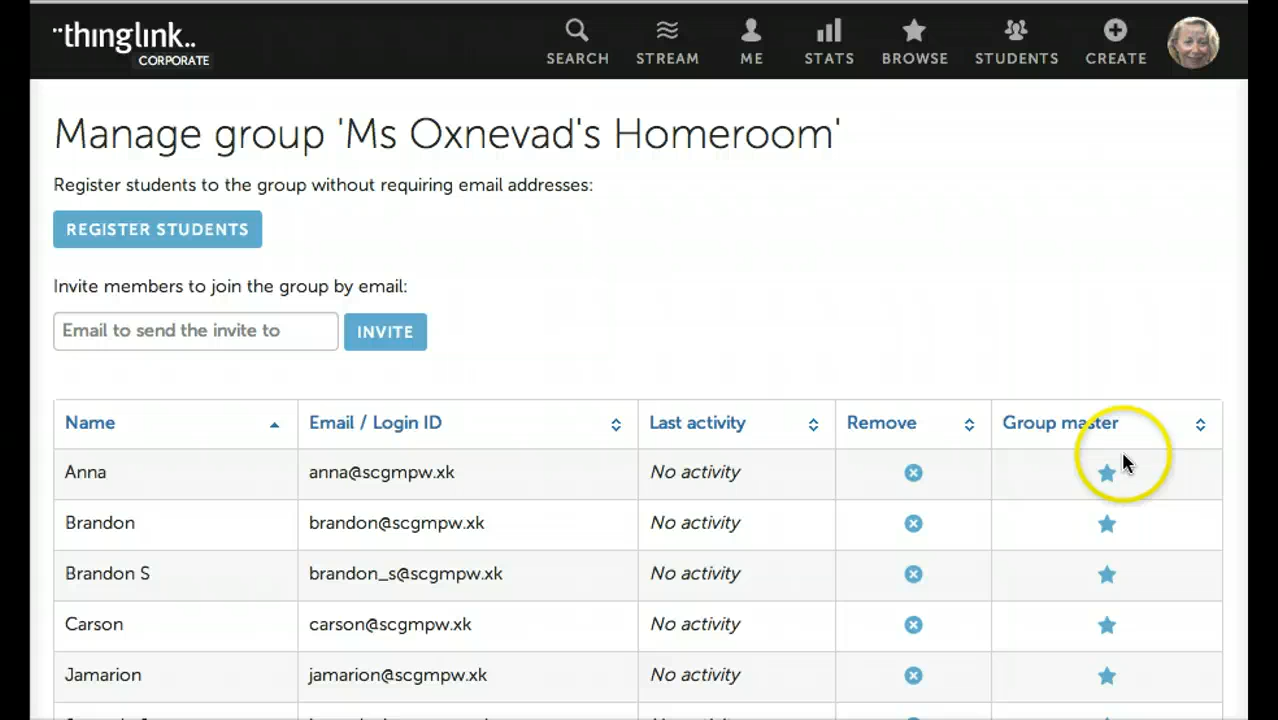 thinglink..
CORPORATE
SEARCH STREAM ME STATS BROWSE STUDENTS CREATE
Manage group 'Ms Oxnevad's Homeroom'
Register students to the group without requiring email addresses:
REGISTER STUDENTS
Invite members to join the group by email:
Email to send the invite to INVITE
Name Email / Login ID Last activity Remove Group master
Anna anna@scgmpw.xk No activity
Brandon brandon@scgmpw.xk No activity
Brandon S brandon_s@scgmpw.xk No activity
Carson carson@scgmpw.xk No activity
Jamarion jamarion@scgmpw.xk No activity